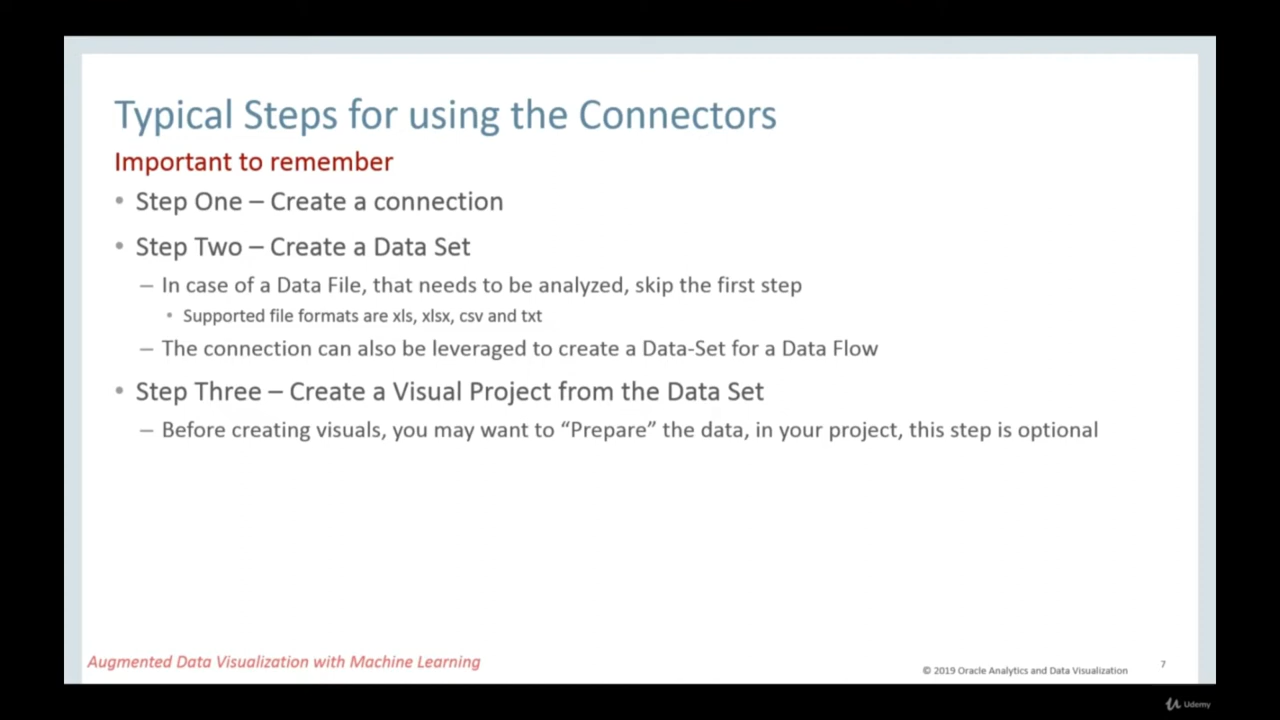 Typical Steps for using the Connectors
Important to remember
• Step One – Create a connection
• Step Two – Create a Data Set
– In case of a Data File, that needs to be analyzed, skip the first step
• Supported file formats are xls, xlsx, csv and txt
– The connection can also be leveraged to create a Data-Set for a Data Flow
• Step Three – Create a Visual Project from the Data Set
– Before creating visuals, you may want to “Prepare” the data, in your project, this step is optional
Augmented Data Visualization with Machine Learning
© 2019 Oracle Analytics and Data Visualization
7
Udemy